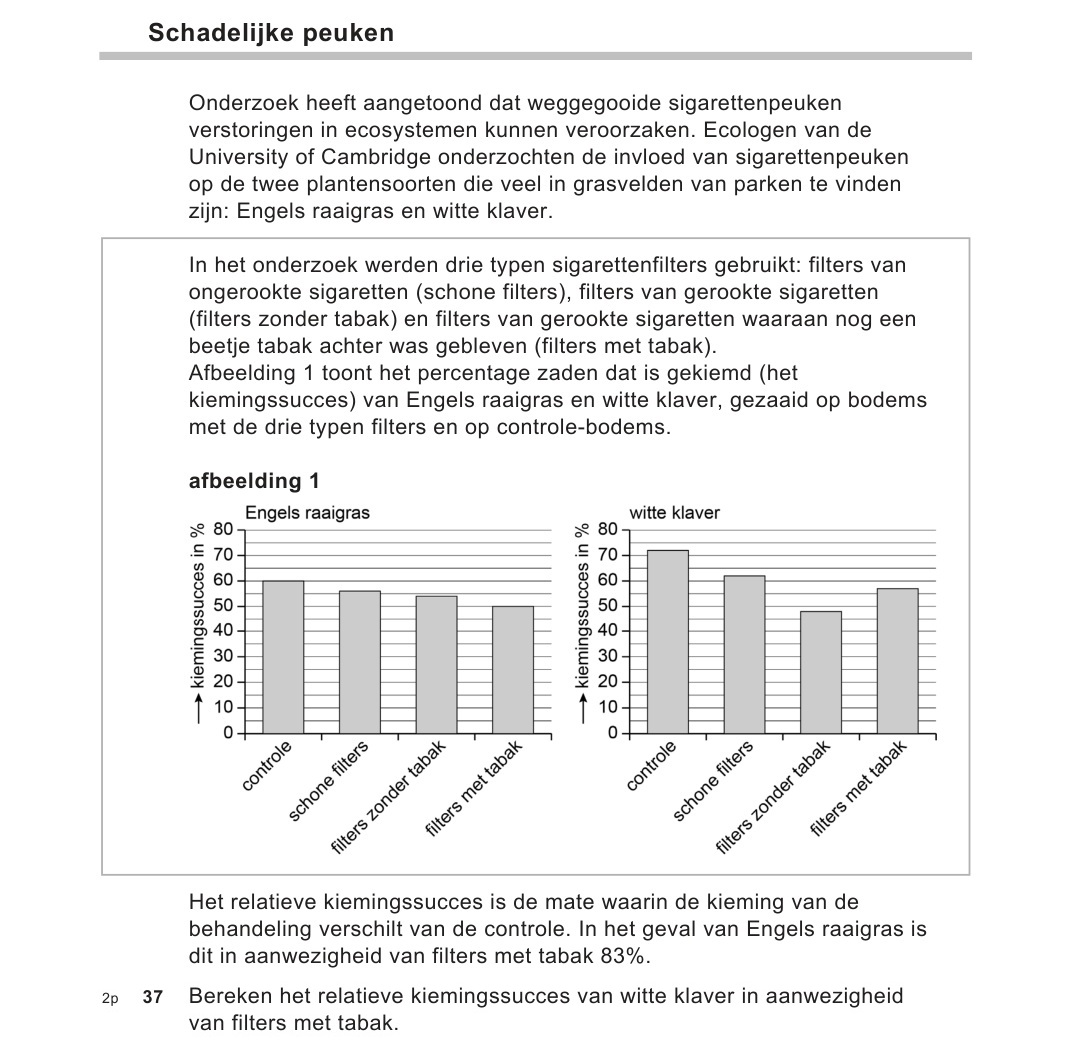 Schadelijke peuken
Onderzoek heeft aangetoond dat weggegooide sigarettenpeuken
verstoringen in ecosystemen kunnen veroorzaken. Ecologen van de
University of Cambridge onderzochten de invloed van sigarettenpeuken
op de twee plantensoorten die veel in grasvelden van parken te vinden
zijn: Engels raaigras en witte klaver.
In het onderzoek werden drie typen sigarettenfilters gebruikt: filters van
ongerookte sigaretten (schone filters), filters van gerookte sigaretten
(filters zonder tabak) en filters van gerookte sigaretten waaraan nog een
beetje tabak achter was gebleven (filters met tabak).
Afbeelding 1 toont het percentage zaden dat is gekiemd (het
kiemingssucces) van Engels raaigras en witte klaver, gezaaid op bodems
met de drie typen filters en op controle-bodems.
afbeelding 1
Engels raaigras
kiemingssucces in %
80
70
60
50
40
30
20
10
0
controle
schone filters
filters zonder tabak
filters met tabak
witte klaver
kiemingssucces in %
80
70
60
50
40
30
20
10
0
controle
schone filters
filters zonder tabak
filters met tabak
Het relatieve kiemingssucces is de mate waarin de kieming van de
behandeling verschilt van de controle. In het geval van Engels raaigras is
dit in aanwezigheid van filters met tabak 83%.
2p 37 Bereken het relatieve kiemingssucces van witte klaver in aanwezigheid
van filters met tabak.